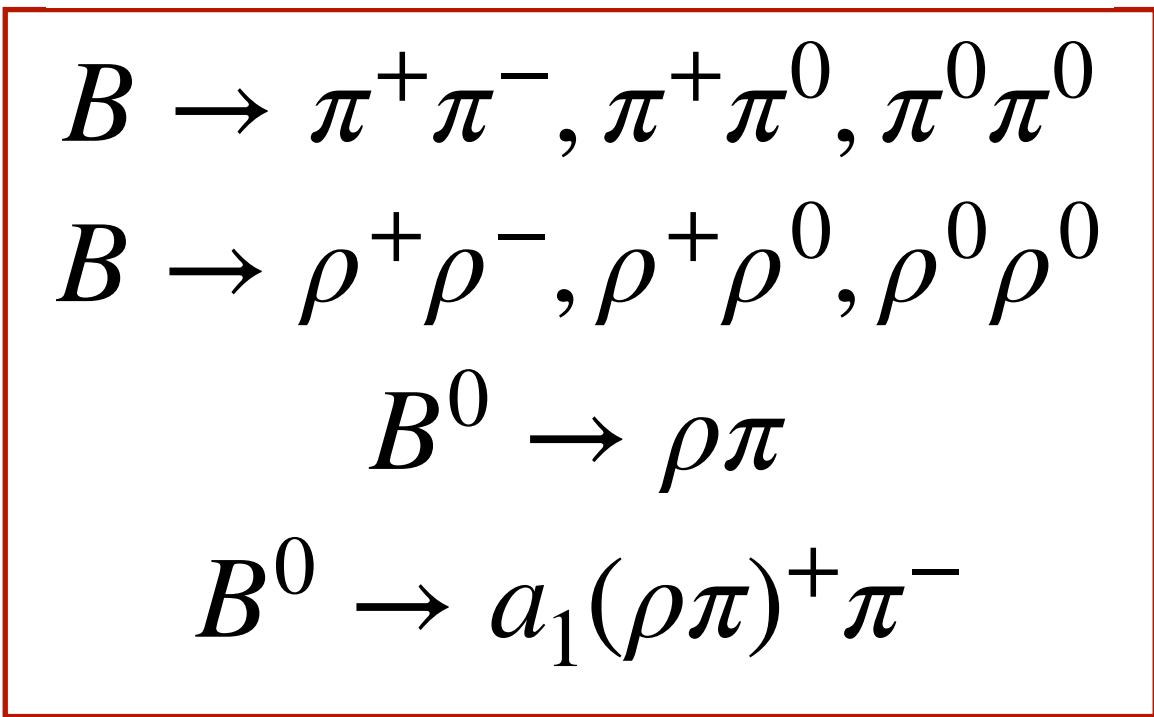 B → π⁺π⁻, π⁺π⁰, π⁰π⁰
B → ρ⁺ρ⁻, ρ⁺ρ⁰, ρ⁰ρ⁰
B⁰ → ρπ
B⁰ → a₁(ρπ)⁺π⁻